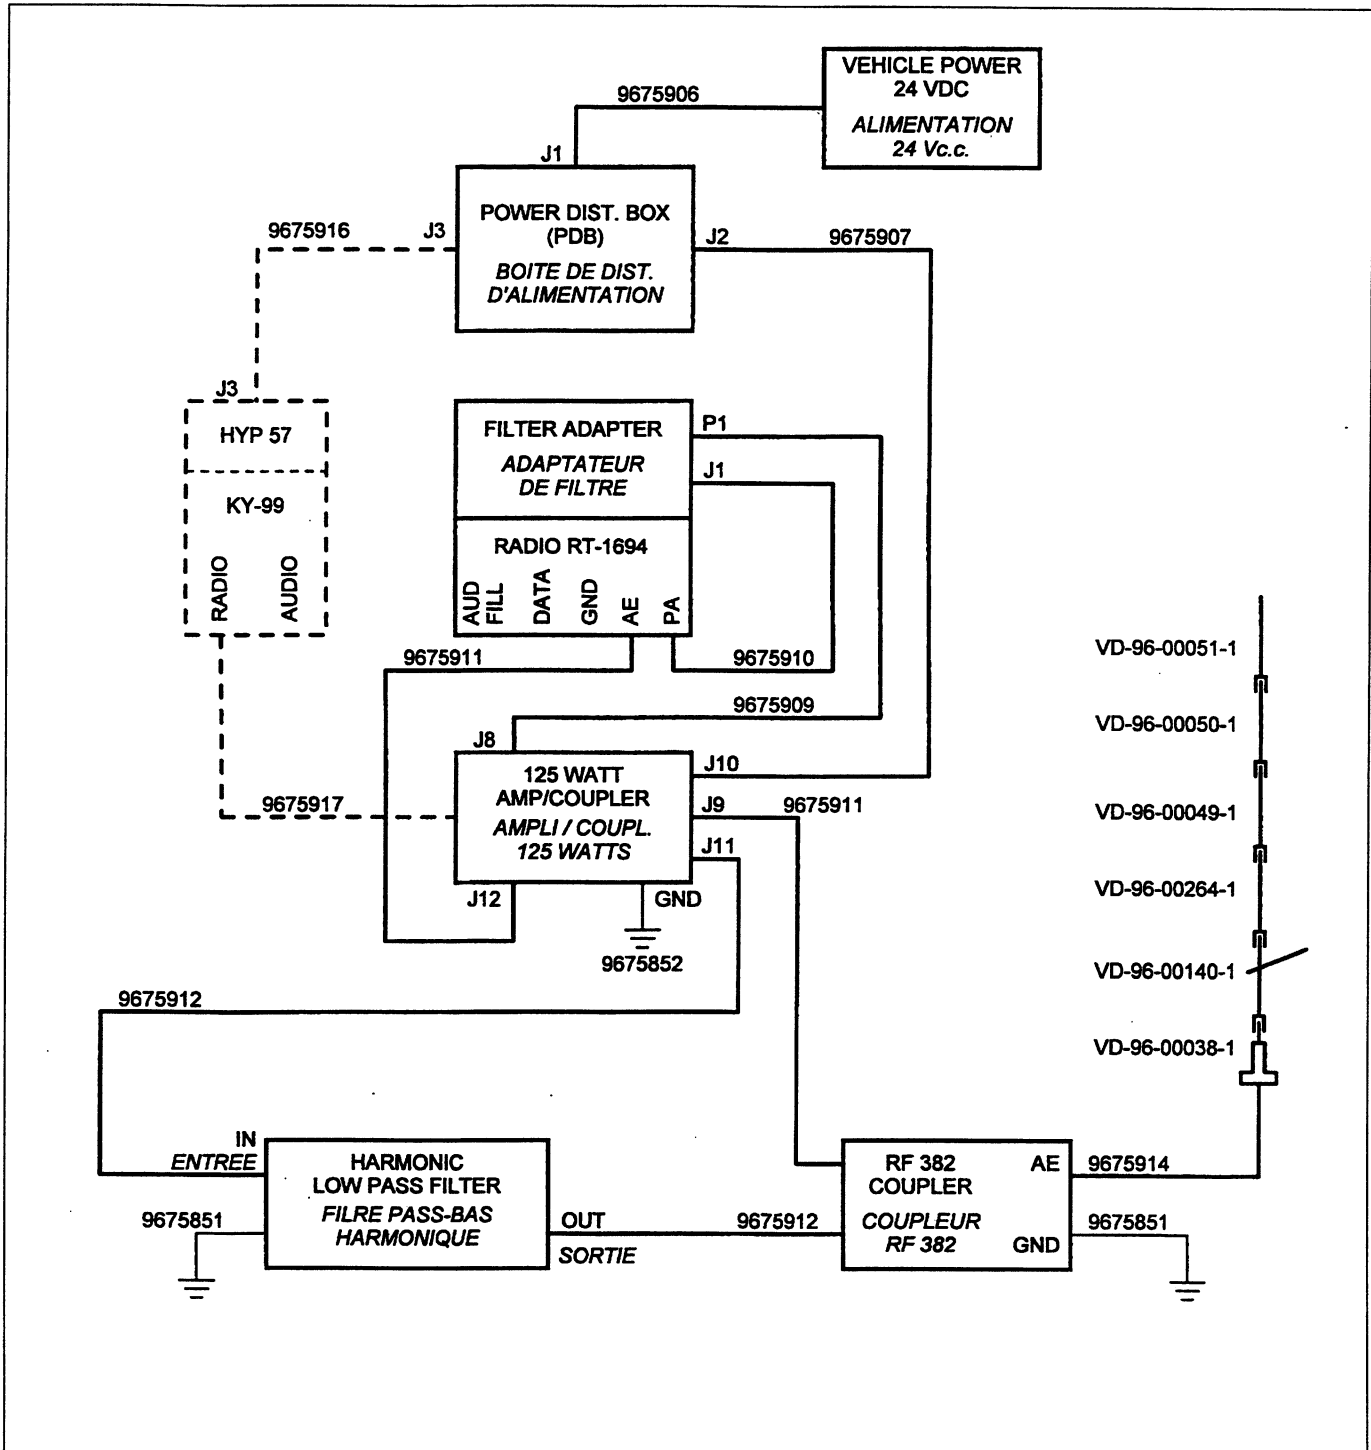 VEHICLE POWER
24 VDC
ALIMENTATION
24 Vc.c.
9675906
J1
POWER DIST. BOX
(PDB)
BOITE DE DIST.
D'ALIMENTATION
9675916
J3
J2
9675907
J3
HYP 57
KY-99
RADIO
AUDIO
FILTER ADAPTER
ADAPTATEUR
DE FILTRE
P1
J1
RADIO RT-1694
AUD
FILL
DATA
GND
AE
PA
9675911
9675910
9675909
J8
125 WATT
AMP/COUPLER
AMPLI / COUPL.
125 WATTS
J10
J9
9675911
J11
9675917
J12
GND
9675852
9675912
VD-96-00051-1
VD-96-00050-1
VD-96-00049-1
VD-96-00264-1
VD-96-00140-1
VD-96-00038-1
IN
ENTREE
HARMONIC
LOW PASS FILTER
FILRE PASS-BAS
HARMONIQUE
9675851
OUT
SORTIE
9675912
RF 382
COUPLER
COUPLEUR
RF 382
AE
GND
9675914
9675851